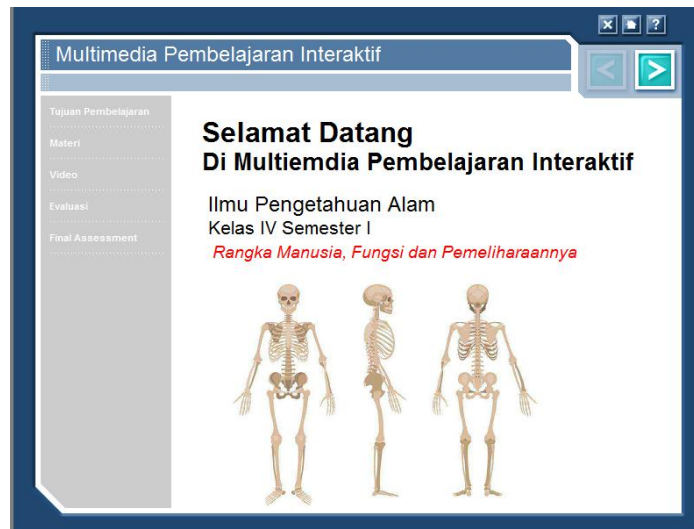 Multimedia Pembelajaran Interaktif
Tujuan Pembelajaran
Materi
Video
Evaluasi
Final Assessment
Selamat Datang
Di Multiemdia Pembelajaran Interaktif
Ilmu Pengetahuan Alam
Kelas IV Semester I
Rangka Manusia, Fungsi dan Pemeliharaannya